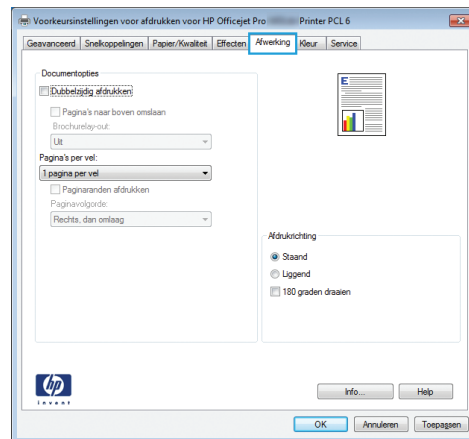 Voorkeursinstellingen voor afdrukken voor HP Officejet Pro Printer PCL 6
Geavanceerd Snelkoppelingen Papier/Kwaliteit Effecten Afwerking Kleur Service
Documentopties
Dubbelzijdig afdrukken
Pagina's naar boven omslaan
Brochurelay-out:
Uit
Pagina's per vel:
1 pagina per vel
Paginaranden afdrukken
Paginavolgorde:
Rechts, dan omlaag
E
Afdrukrichting
Staand
Liggend
180 graden draaien
hp
invent
Info... Help
OK Annuleren Toepassen